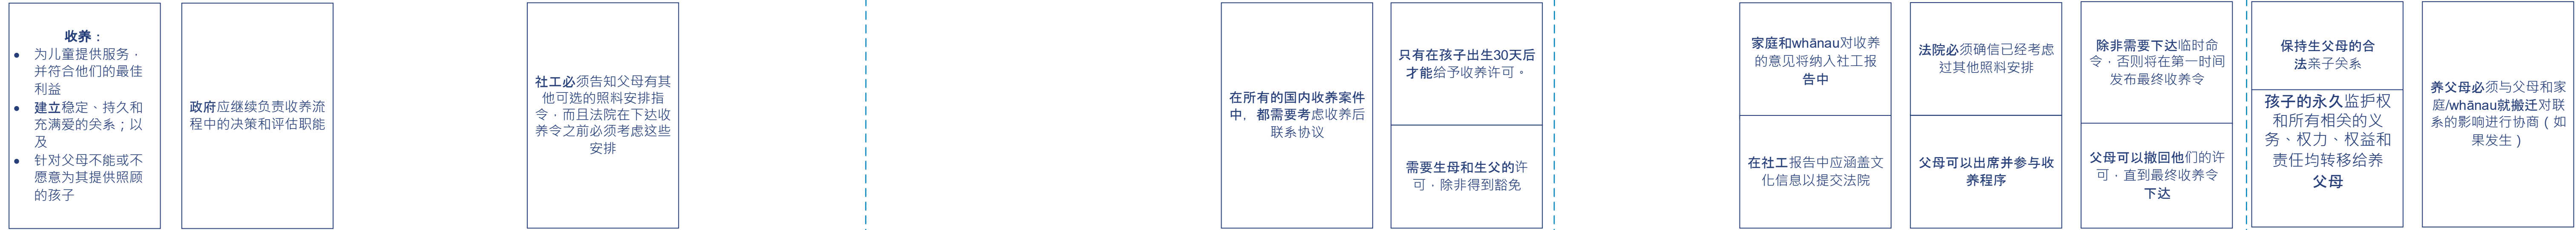 收养：
• 为儿童提供服务，
并符合他们的最佳
利益
• 建立稳定、持久和
充满爱的关系；以
及
• 针对父母不能或不
愿意为其提供照顾
的孩子
政府应继续负责收养流
程中的决策和评估职能
社工必须告知父母有其
他可选的照料安排指
令，而且法院在下达收
养令之前必须考虑这些
安排
在所有的国内收养案件
中，都需要考虑收养后
联系协议
只有在孩子出生30天后
才能给予收养许可。
需要生母和生父的许
可，除非得到豁免
家庭和whānau对收养
的意见将纳入社工报
告中
在社工报告中应涵盖文
化信息以提交法院
法院必须确信已经考虑
过其他照料安排
父母可以出席并参与收
养程序
除非需要下达临时命
令，否则将在第一时间
发布最终收养令
父母可以撤回他们的许
可，直到最终收养令
下达
保持生父母的合
法亲子关系
孩子的永久监护权
和所有相关的义
务、权力、权益和
责任均转移给养
父母
养父母必须与父母和家
庭/whānau就搬迁对联
系的影响进行协商（如
果发生）